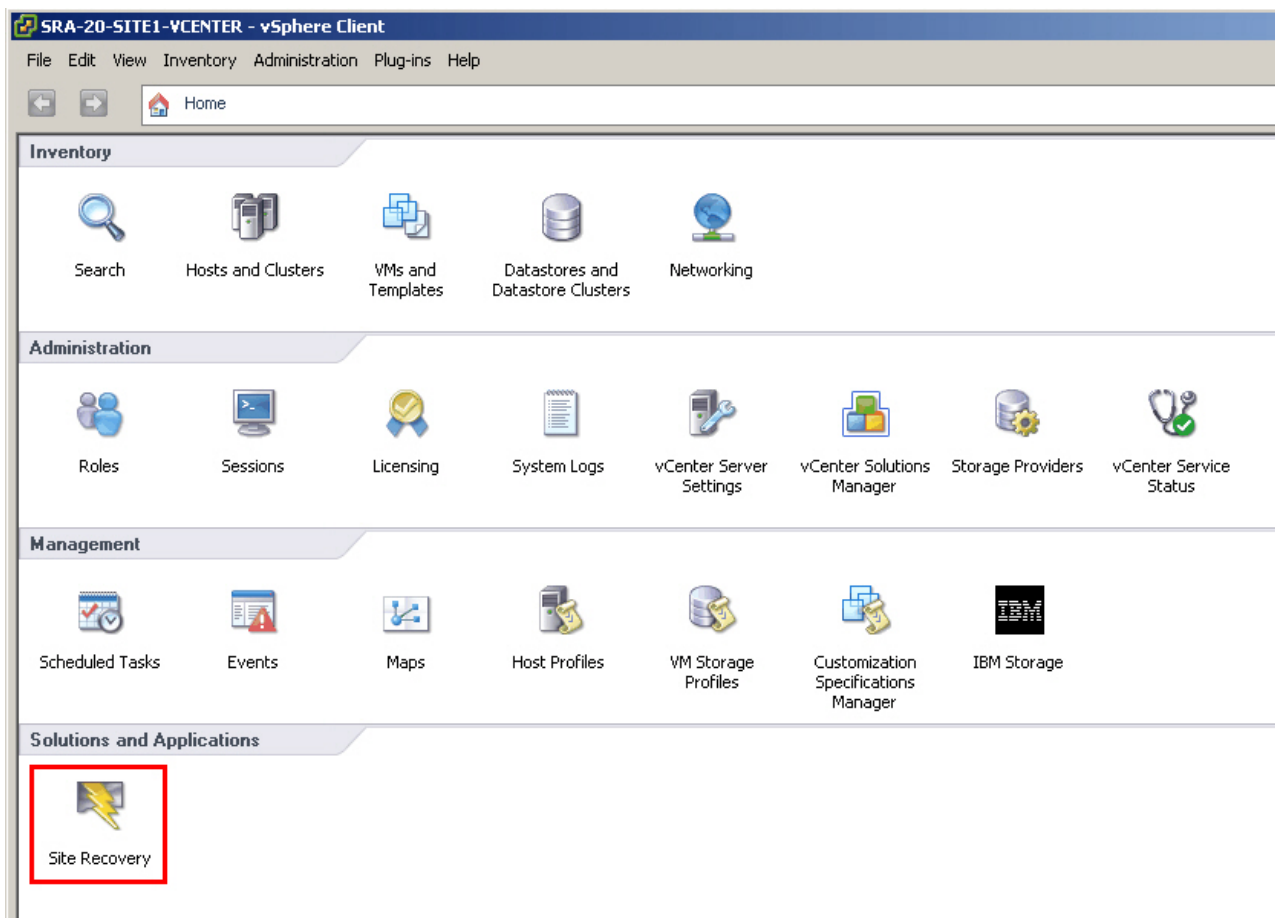 SRA-20-SITE1-VCENTER - vSphere Client
File Edit View Inventory Administration Plug-ins Help
Home
Inventory
Search
Hosts and Clusters
VMs and
Templates
Datastores and
Datastore Clusters
Networking
Administration
Roles
Sessions
Licensing
System Logs
vCenter Server
Settings
vCenter Solutions
Manager
Storage Providers
vCenter Service
Status
Management
Scheduled Tasks
Events
Maps
Host Profiles
VM Storage
Profiles
Customization
Specifications
Manager
IBM
IBM Storage
Solutions and Applications
Site Recovery